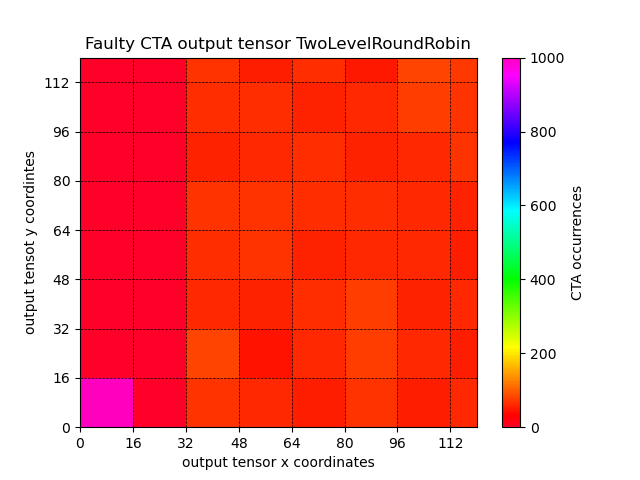 Faulty CTA output tensor TwoLevelRoundRobin
112
96
80
64
48
32
16
0
output tensot y coordintes
0 16 32 48 64 80 96 112
output tensor x coordinates
1000
800
600
400
200
0
CTA occurrences